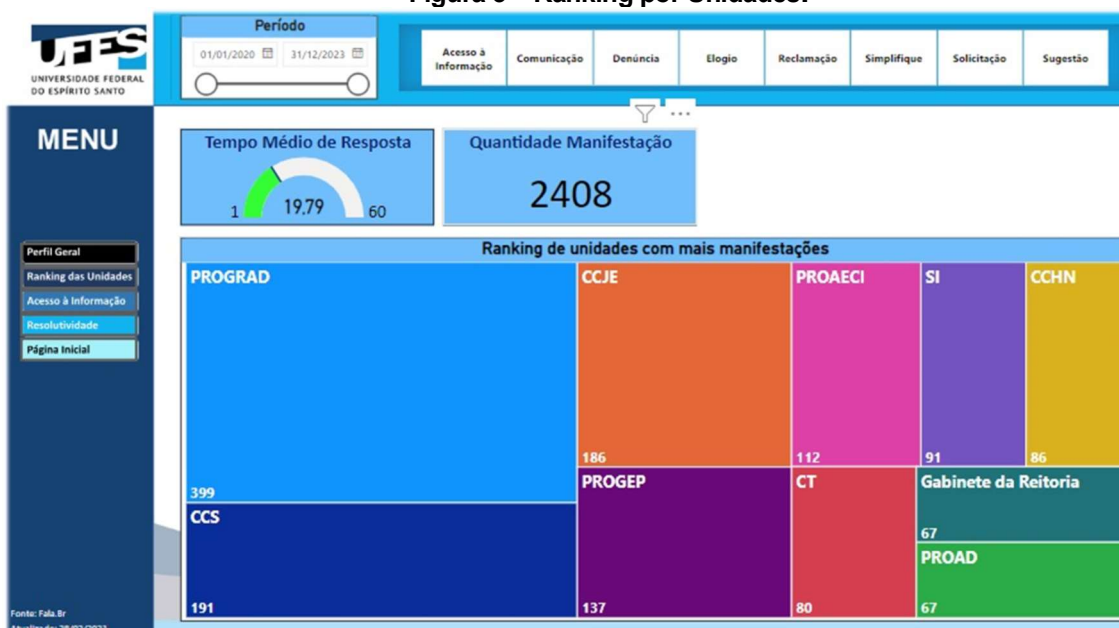 Figura 3 – Ranking por Unidades.
UFES
UNIVERSIDADE FEDERAL
DO ESPÍRITO SANTO
Período
01/01/2020 31/12/2023
Acesso à
Informação
Comunicação
Denúncia
Elogio
Reclamação
Simplifique
Solicitação
Sugestão
MENU
Perfil Geral
Ranking das Unidades
Acesso à Informação
Resolutividade
Página Inicial
Tempo Médio de Resposta
1 19,79 60
Quantidade Manifestação
2408
Ranking de unidades com mais manifestações
PROGRAD
399
CCS
191
CCJE
186
PROGEP
137
PROAECI
112
SI
91
CCHN
86
CT
80
Gabinete da Reitoria
67
PROAD
67
Fonte: Fala.Br